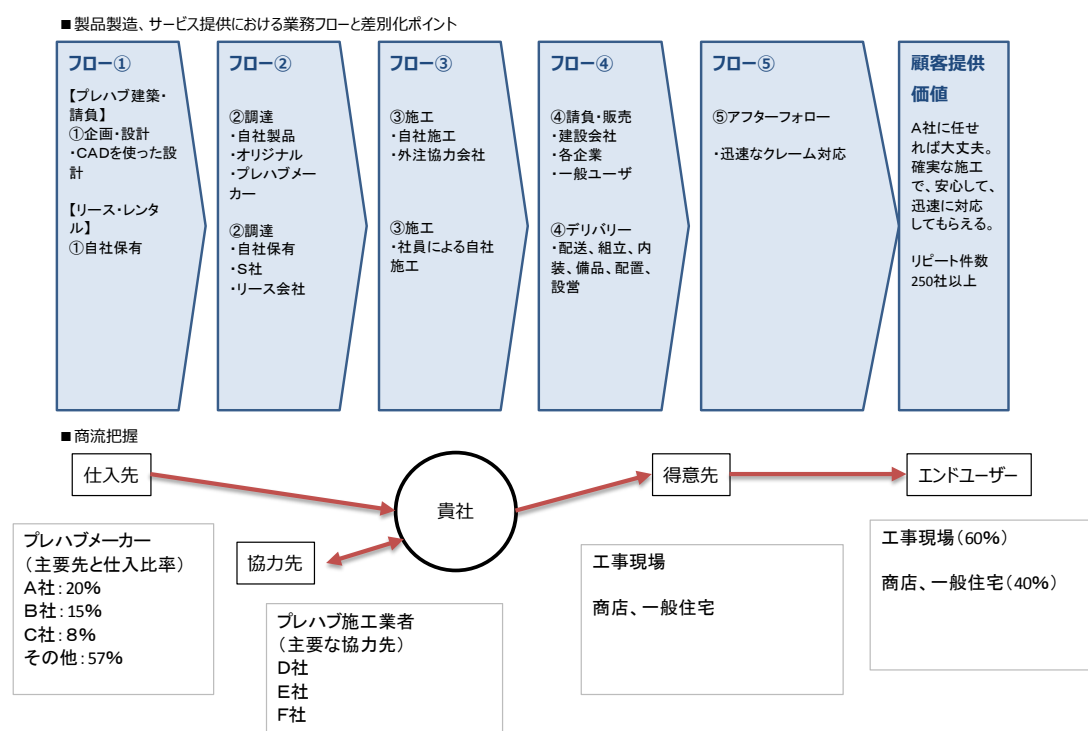 ■製品製造、サービス提供における業務フローと差別化ポイント
フロー①
【プレハブ建築・
請負】
①企画・設計
・CADを使った設
計
【リース・レンタ
ル】
①自社保有
フロー②
②調達
・自社製品
・オリジナル
・プレハブメー
カー
②調達
・自社保有
・S社
・リース会社
フロー③
③施工
・自社施工
・外注協力会社
③施工
・社員による自社
施工
フロー④
④請負・販売
・建設会社
・各企業
・一般ユーザ
④デリバリー
・配送、組立、内
装、備品、配置、
設営
フロー⑤
⑤アフターフォロー
・迅速なクレーム対応
顧客提供
価値
A社に任せ
れば大丈夫。
確実な施工
で、安心して、
迅速に対応
してもらえる。
リピート件数
250社以上
■商流把握
仕入先
貴社
得意先
エンドユーザー
プレハブメーカー
（主要先と仕入比率）
A社：20%
B社：15%
C社：8%
その他：57%
協力先
プレハブ施工業者
（主要な協力先）
D社
E社
F社
工事現場
商店、一般住宅
工事現場（60%）
商店、一般住宅（40%）